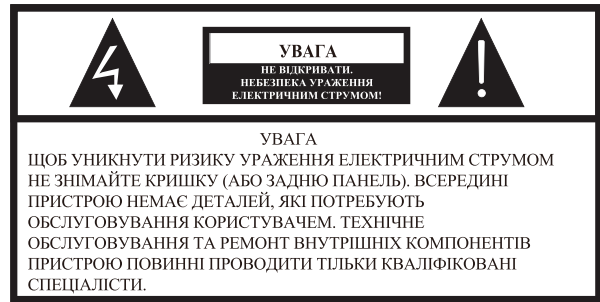 УВАГА
НЕ ВІДКРИВАТИ.
НЕБЕЗПЕКА УРАЖЕННЯ
ЕЛЕКТРИЧНИМ СТРУМОМ!
УВАГА
ЩОБ УНИКНУТИ РИЗИКУ УРАЖЕННЯ ЕЛЕКТРИЧНИМ СТРУМОМ
НЕ ЗНІМАЙТЕ КРИШКУ (АБО ЗАДНЮ ПАНЕЛЬ). ВСЕРЕДИНІ
ПРИСТРОЮ НЕМАЄ ДЕТАЛЕЙ, ЯКІ ПОТРЕБУЮТЬ
ОБСЛУГОВУВАННЯ КОРИСТУВАЧЕМ. ТЕХНІЧНЕ
ОБСЛУГОВУВАННЯ ТА РЕМОНТ ВНУТРІШНІХ КОМПОНЕНТІВ
ПРИСТРОЮ ПОВИННІ ПРОВОДИТИ ТІЛЬКИ КВАЛІФІКОВАНІ
СПЕЦІАЛІСТИ.